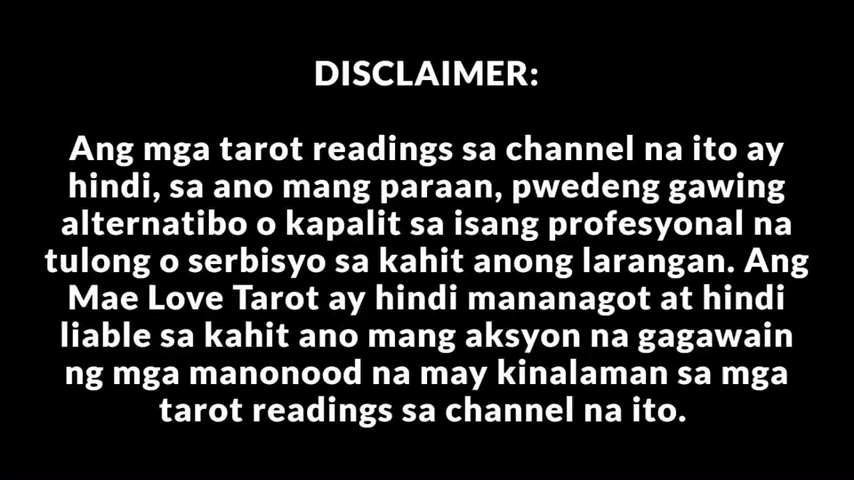 DISCLAIMER:
Ang mga tarot readings sa channel na ito ay
hindi, sa ano mang paraan, pwedeng gawing
alternatibo o kapalit sa isang profesyonal na
tulong o serbisyo sa kahit anong larangan. Ang
Mae Love Tarot ay hindi mananagot at hindi
liable sa kahit ano mang aksyon na gagawain
ng mga manonood na may kinalaman sa mga
tarot readings sa channel na ito.